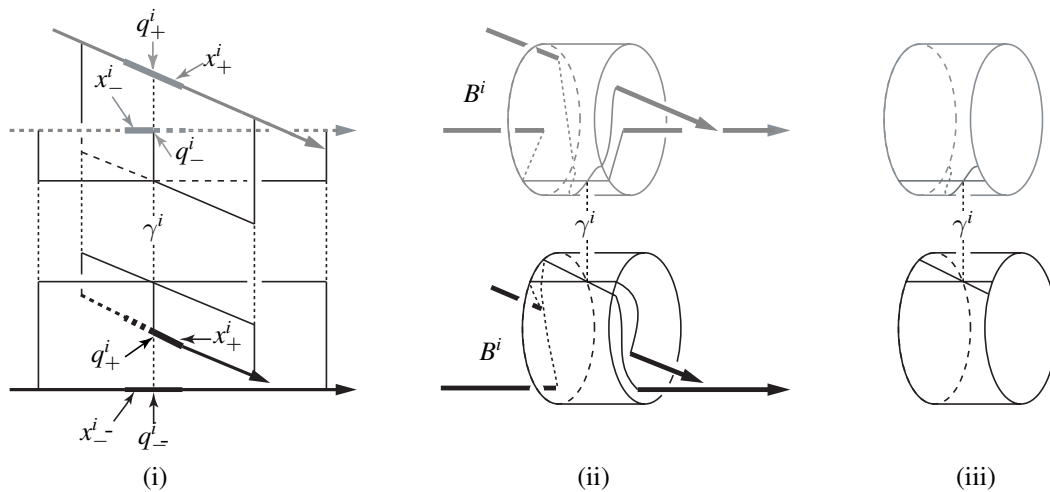 q^i_+
x^i_+
x^i_-
q^i_-
γ^i
x^i_+
q^i_+
x^i_-
q^i_-
(i)
B^i
γ^i
B^i
(ii)
γ^i
(iii)